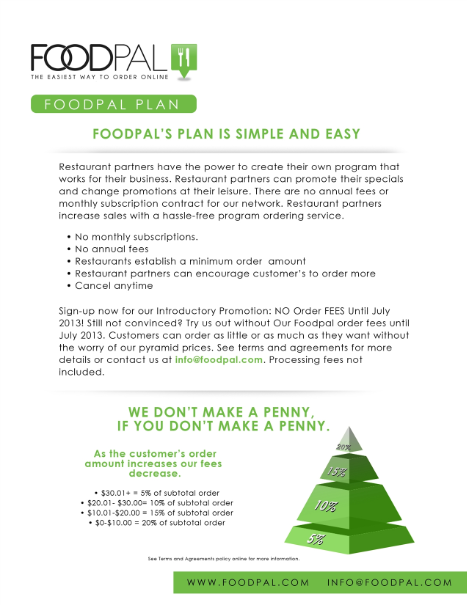 FOODPAL
THE EASIEST WAY TO ORDER ONLINE
FOODPAL PLAN
FOODPAL'S PLAN IS SIMPLE AND EASY
Restaurant partners have the power to create their own program that
works for their business. Restaurant partners can promote their specials
and change promotions at their leisure. There are no annual fees or
monthly subscription contract for our network. Restaurant partners
increase sales with a hassle-free program ordering service.
• No monthly subscriptions.
• No annual fees
• Restaurants establish a minimum order amount
• Restaurant partners can encourage customer's to order more
• Cancel anytime
Sign-up now for our Introductory Promotion: NO Order FEES Until July
2013! Still not convinced? Try us out without Our Foodpal order fees until
July 2013. Customers can order as little or as much as they want without
the worry of our pyramid prices. See terms and agreements for more
details or contact us at info@foodpal.com. Processing fees not
included.
WE DON'T MAKE A PENNY,
IF YOU DON'T MAKE A PENNY.
As the customer's order
amount increases our fees
decrease.
• $30.01+ = 5% of subtotal order
• $20.01- $30.00= 10% of subtotal order
• $10.01-$20.00 = 15% of subtotal order
• $0-$10.00 = 20% of subtotal order
20%
15%
10%
5%
See Terms and Agreements policy online for more information.
WWW.FOODPAL.COM INFO@FOODPAL.COM